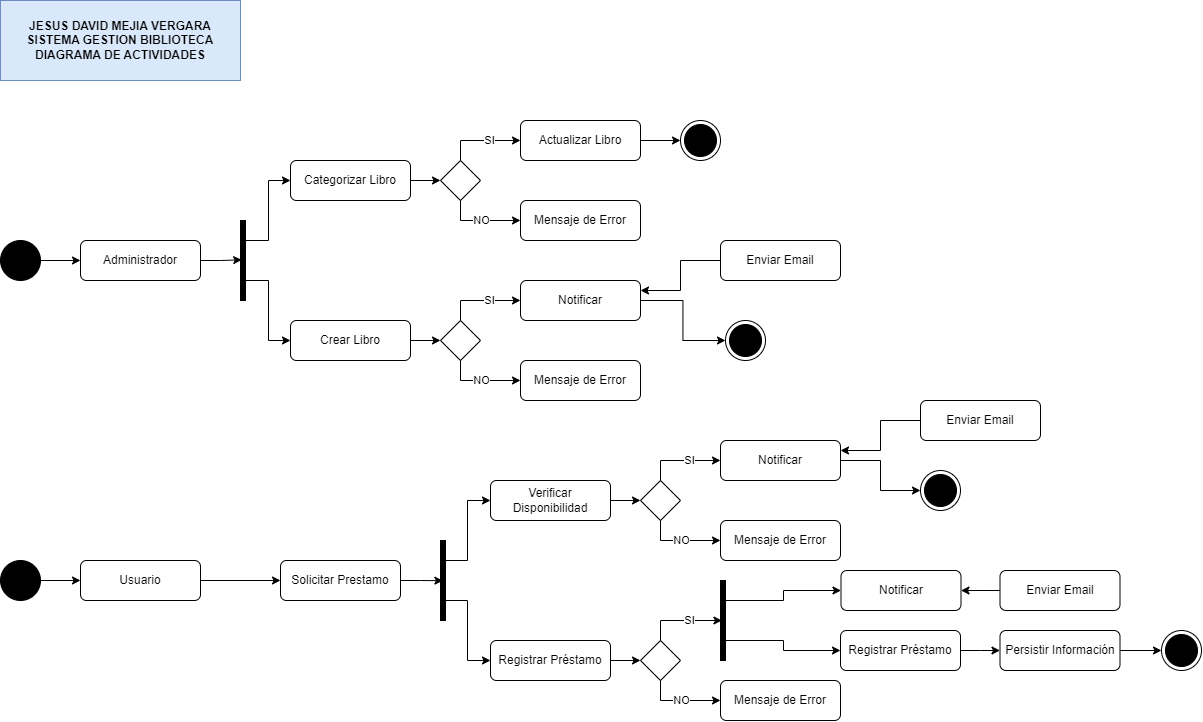 JESUS DAVID MEJIA VERGARA
SISTEMA GESTION BIBLIOTECA
DIAGRAMA DE ACTIVIDADES
SI
Actualizar Libro
Categorizar Libro
NO
Mensaje de Error
Administrador
Enviar Email
SI
Notificar
Crear Libro
NO
Mensaje de Error
Enviar Email
SI
Notificar
Verificar
Disponibilidad
NO
Mensaje de Error
Usuario
Solicitar Prestamo
Notificar
Enviar Email
SI
Registrar Préstamo
Registrar Préstamo
Persistir Información
NO
Mensaje de Error